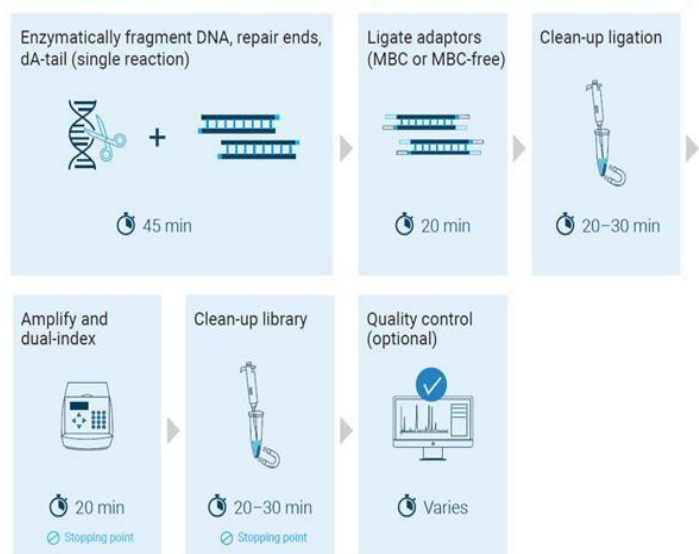 Enzymatically fragment DNA, repair ends,
dA-tail (single reaction)
45 min
Ligate adaptors
(MBC or MBC-free)
20 min
Clean-up ligation
20–30 min
Amplify and
dual-index
20 min
Stopping point
Clean-up library
20–30 min
Stopping point
Quality control
(optional)
Varies